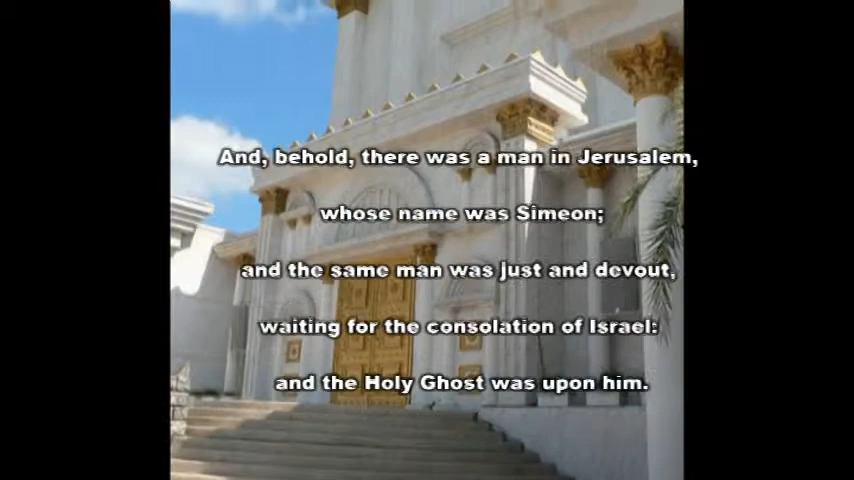 And, behold, there was a man in Jerusalem,
whose name was Simeon;
and the same man was just and devout,
waiting for the consolation of Israel:
and the Holy Ghost was upon him.